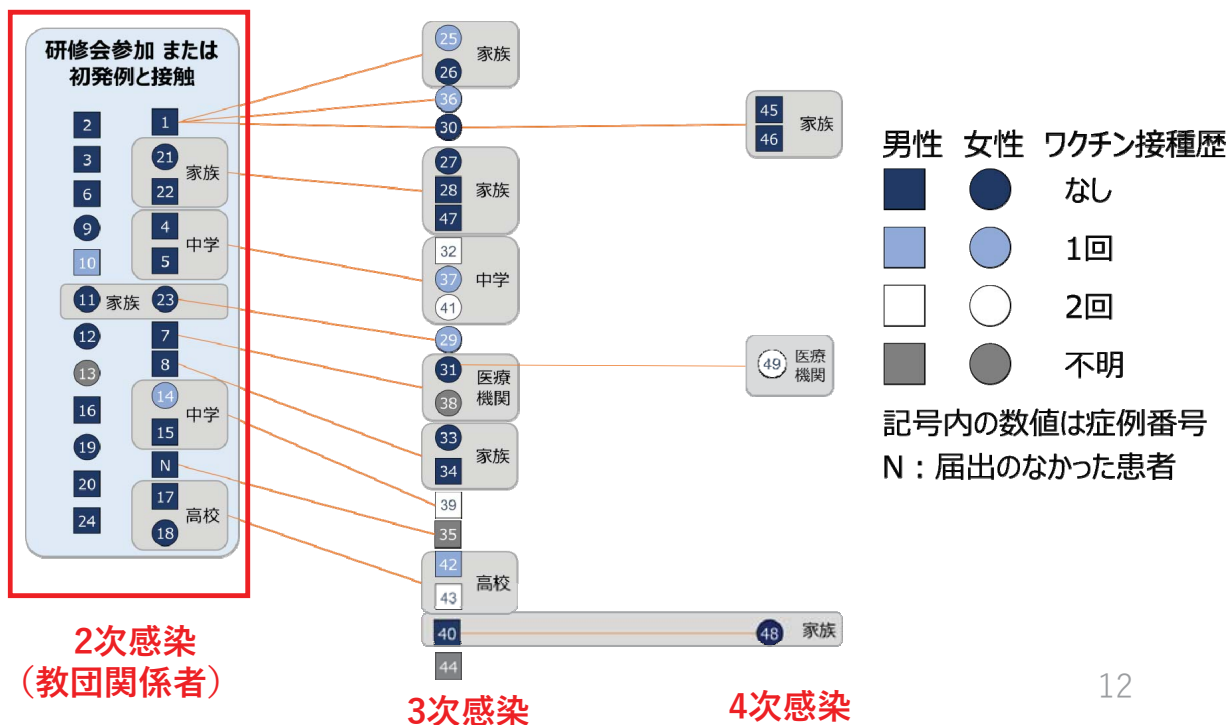 研修会参加 または
初発例と接触
2
1
3
21
22
家族
6
9
4
5
中学
10
11
家族
23
12
7
13
8
14
15
中学
16
19
N
20
17
18
高校
24
2次感染
（教団関係者）
25
26
家族
36
30
27
28
47
家族
32
37
41
中学
29
31
38
医療
機関
33
34
家族
39
35
42
43
高校
40
48
家族
44
3次感染
45
46
家族
49
医療
機関
4次感染
男性 女性 ワクチン接種歴
なし
1回
2回
不明
記号内の数値は症例番号
N：届出のなかった患者
12